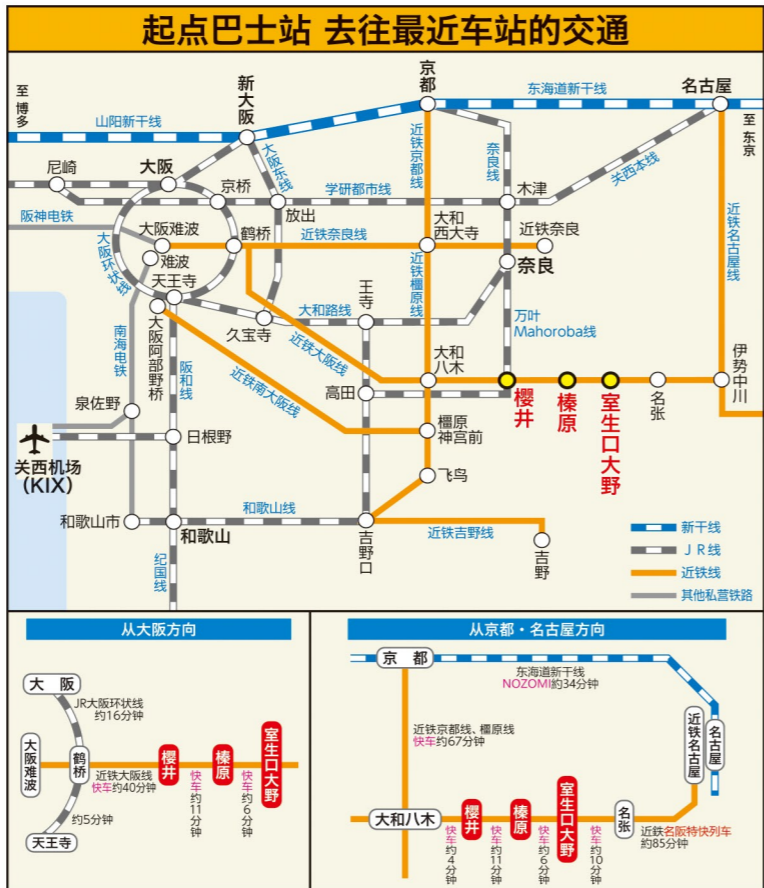 起点巴士站 去往最近车站的交通
至 博多
山阳新干线
新大阪
京都
东海道新干线
名古屋
至 东京
尼崎
大阪
大阪东线
近铁京都线
奈良线
关西本线
京桥
学研都市线
木津
阪神电铁
放出
大阪难波
鹤桥
近铁奈良线
大和西大寺
近铁奈良
近铁名古屋线
大阪环状线
难波
天王寺
奈良
近铁橿原线
王寺
大和路线
万叶
Mahoroba线
久宝寺
南海电铁
大阪阿部野桥
阪和线
近铁大阪线
近铁南大阪线
大和八木
高田
樱井
榛原
室生口大野
名张
伊势中川
泉佐野
日根野
橿原神宫前
关西机场
(KIX)
飞鸟
和歌山市
和歌山
和歌山线
吉野口
近铁吉野线
吉野
纪国线
新干线
JR线
近铁线
其他私营铁路
从大阪方向
大阪
JR大阪环状线
约16分钟
大阪难波
鹤桥
近铁大阪线
快车约40分钟
樱井
快车约11分钟
榛原
快车约6分钟
室生口大野
约5分钟
天王寺
从京都・名古屋方向
京都
东海道新干线
NOZOMI约34分钟
近铁京都线、橿原线
快车约67分钟
近铁名古屋
名古屋
大和八木
快车约4分钟
樱井
快车约11分钟
榛原
快车约6分钟
室生口大野
快车约10分钟
名张
近铁名阪特快列车
约85分钟